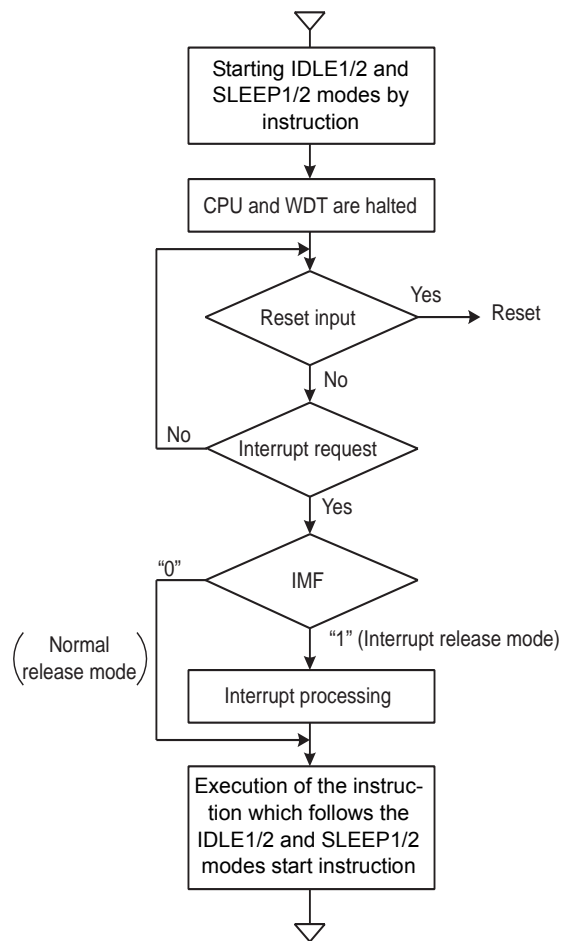 Starting IDLE1/2 and
SLEEP1/2 modes by
instruction
CPU and WDT are halted
Reset input
Yes
Reset
No
No
Interrupt request
Yes
“0”
IMF
Normal
release mode
“1” (Interrupt release mode)
Interrupt processing
Execution of the instruc-
tion which follows the
IDLE1/2 and SLEEP1/2
modes start instruction